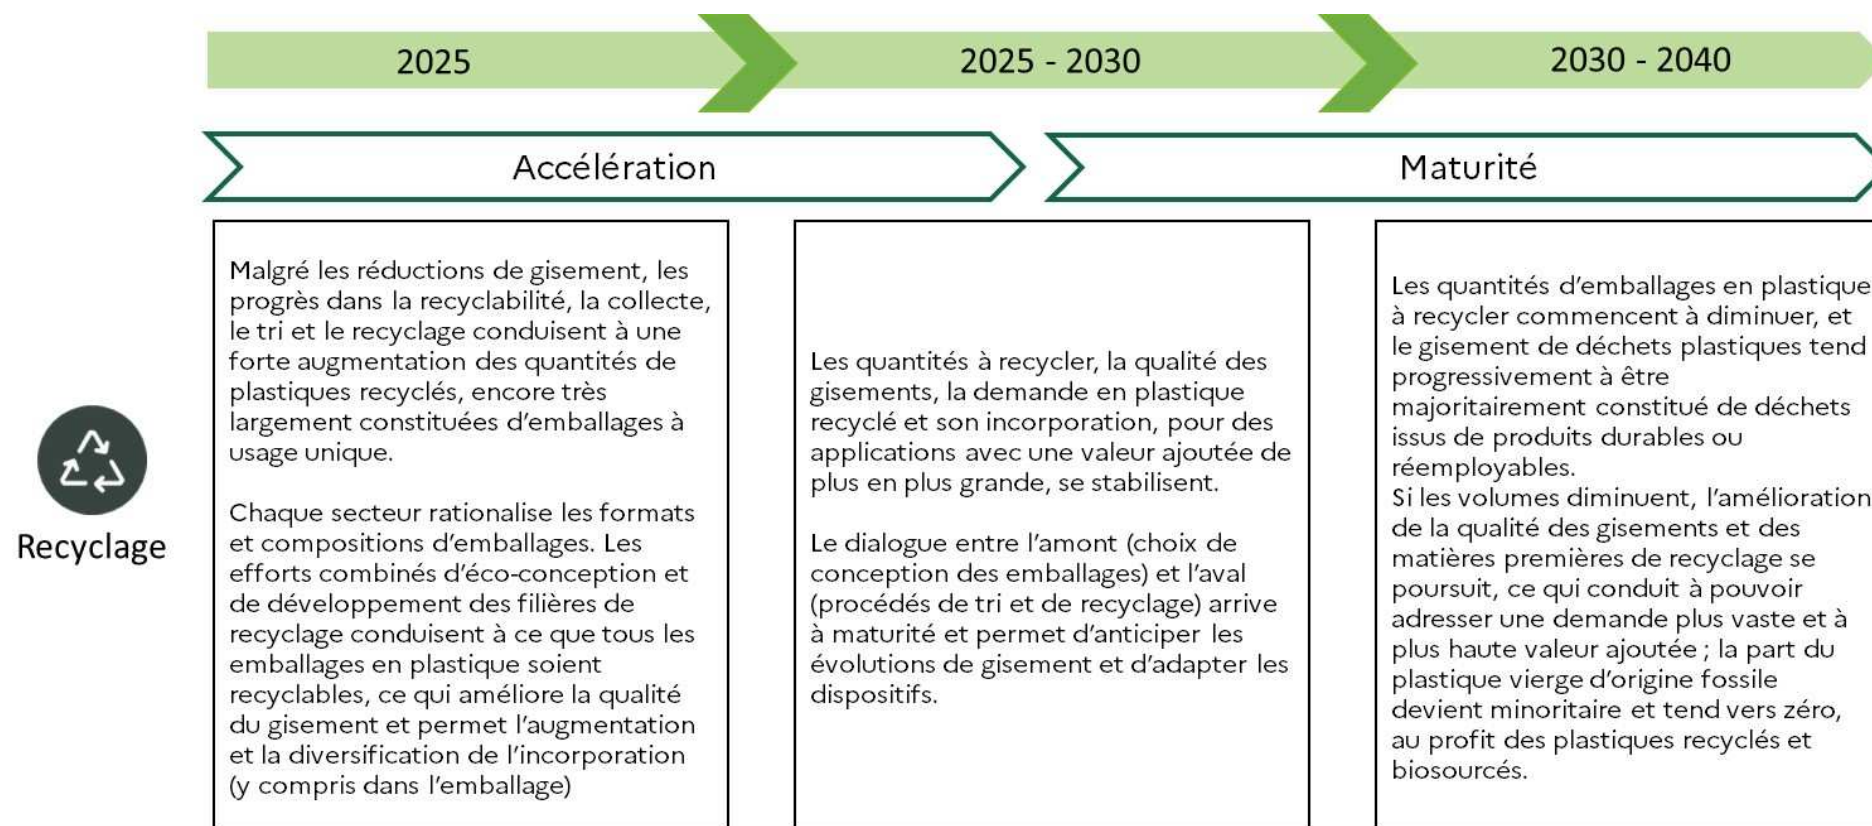 2025
2025 - 2030
2030 - 2040
Accélération
Maturité
Recyclage
Malgré les réductions de gisement, les
progrès dans la recyclabilité, la collecte,
le tri et le recyclage conduisent à une
forte augmentation des quantités de
plastiques recyclés, encore très
largement constituées d’emballages à
usage unique.
Chaque secteur rationalise les formats
et compositions d’emballages. Les
efforts combinés d’éco-conception et
de développement des filières de
recyclage conduisent à ce que tous les
emballages en plastique soient
recyclables, ce qui améliore la qualité
du gisement et permet l’augmentation
et la diversification de l’incorporation
(y compris dans l’emballage)
Les quantités à recycler, la qualité des
gisements, la demande en plastique
recyclé et son incorporation, pour des
applications avec une valeur ajoutée de
plus en plus grande, se stabilisent.
Le dialogue entre l’amont (choix de
conception des emballages) et l’aval
(procédés de tri et de recyclage) arrive
à maturité et permet d’anticiper les
évolutions de gisement et d’adapter les
dispositifs.
Les quantités d’emballages en plastique
à recycler commencent à diminuer, et
le gisement de déchets plastiques tend
progressivement à être
majoritairement constitué de déchets
issus de produits durables ou
réemployables.
Si les volumes diminuent, l’amélioration
de la qualité des gisements et des
matières premières de recyclage se
poursuit, ce qui conduit à pouvoir
adresser une demande plus vaste et à
plus haute valeur ajoutée ; la part du
plastique vierge d’origine fossile
devient minoritaire et tend vers zéro,
au profit des plastiques recyclés et
biosourcés.